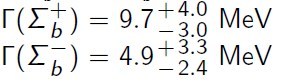 Γ(Σ_b^+) = 9.7^{+4.0}_{-3.0} MeV
Γ(Σ_b^-) = 4.9^{+3.3}_{-2.4} MeV